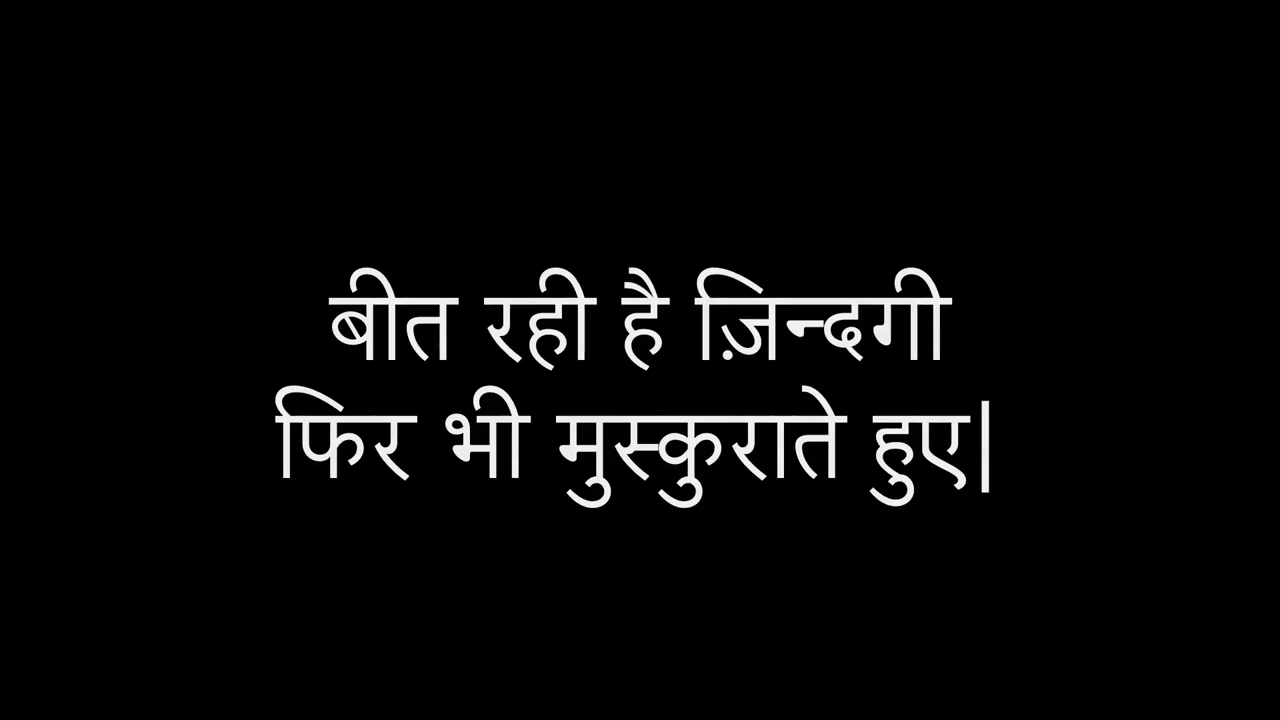 बीत रही है ज़िन्दगी
फिर भी मुस्कुराते हुए|